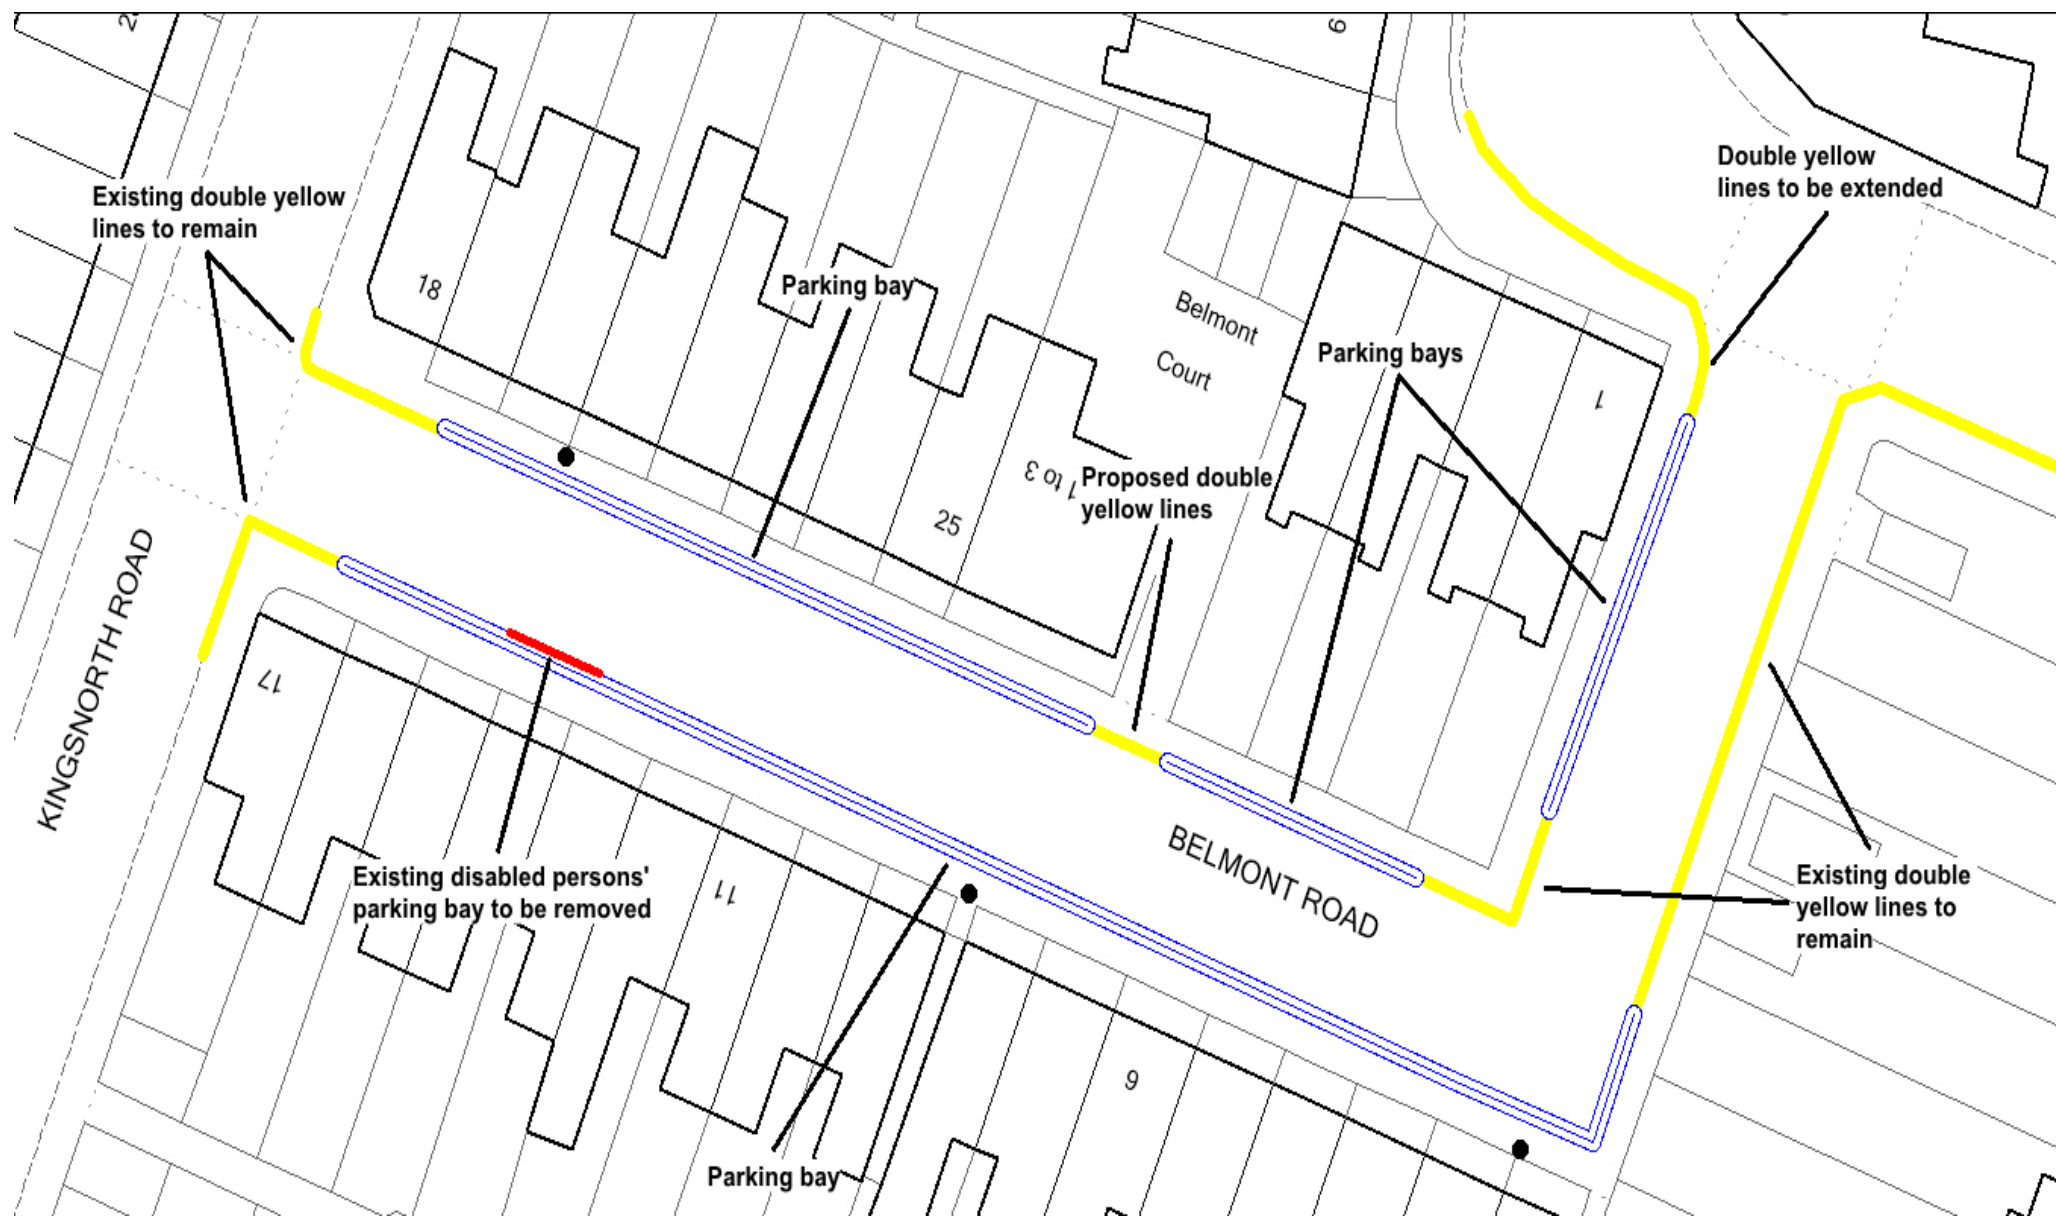 6
Double yellow
lines to be extended
Existing double yellow
lines to remain
18
Parking bay
Belmont
Court
Parking bays
1
1 to 3
Proposed double
yellow lines
25
KINGSNORTH ROAD
17
BELMONT ROAD
Existing disabled persons'
parking bay to be removed
11
Existing double
yellow lines to
remain
9
Parking bay